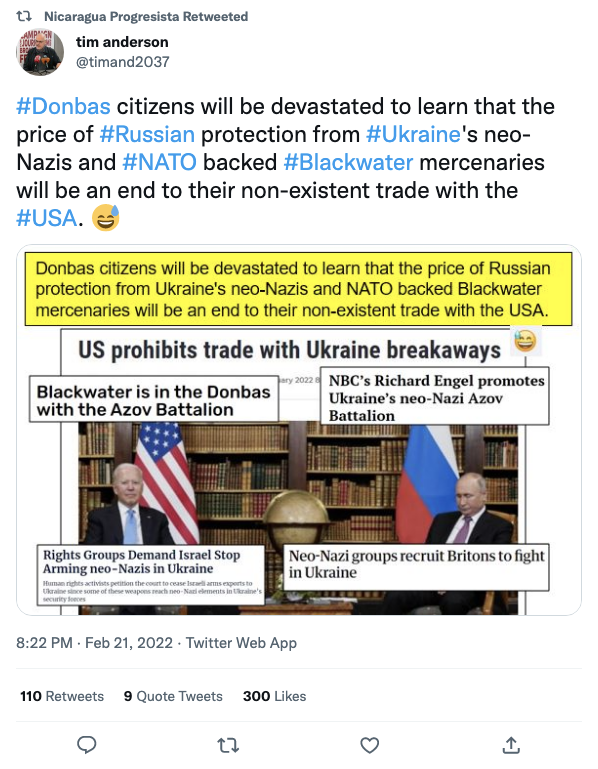 Nicaragua Progresista Retweeted
tim anderson
@timand2037
#Donbas citizens will be devastated to learn that the
price of #Russian protection from #Ukraine's neo-
Nazis and #NATO backed #Blackwater mercenaries
will be an end to their non-existent trade with the
#USA. 😅
Donbas citizens will be devastated to learn that the price of Russian
protection from Ukraine's neo-Nazis and NATO backed Blackwater
mercenaries will be an end to their non-existent trade with the USA.
US prohibits trade with Ukraine breakaways
ary 2022 8
Blackwater is in the Donbas
with the Azov Battalion
NBC's Richard Engel promotes
Ukraine's neo-Nazi Azov
Battalion
Rights Groups Demand Israel Stop
Arming neo-Nazis in Ukraine
Human rights activists petition the court to cease Israeli arms exports to
Ukraine since some of these weapons reach neo-Nazi elements in Ukraine's
security forces
Neo-Nazi groups recruit Britons to fight
in Ukraine
8:22 PM · Feb 21, 2022 · Twitter Web App
110 Retweets 9 Quote Tweets 300 Likes